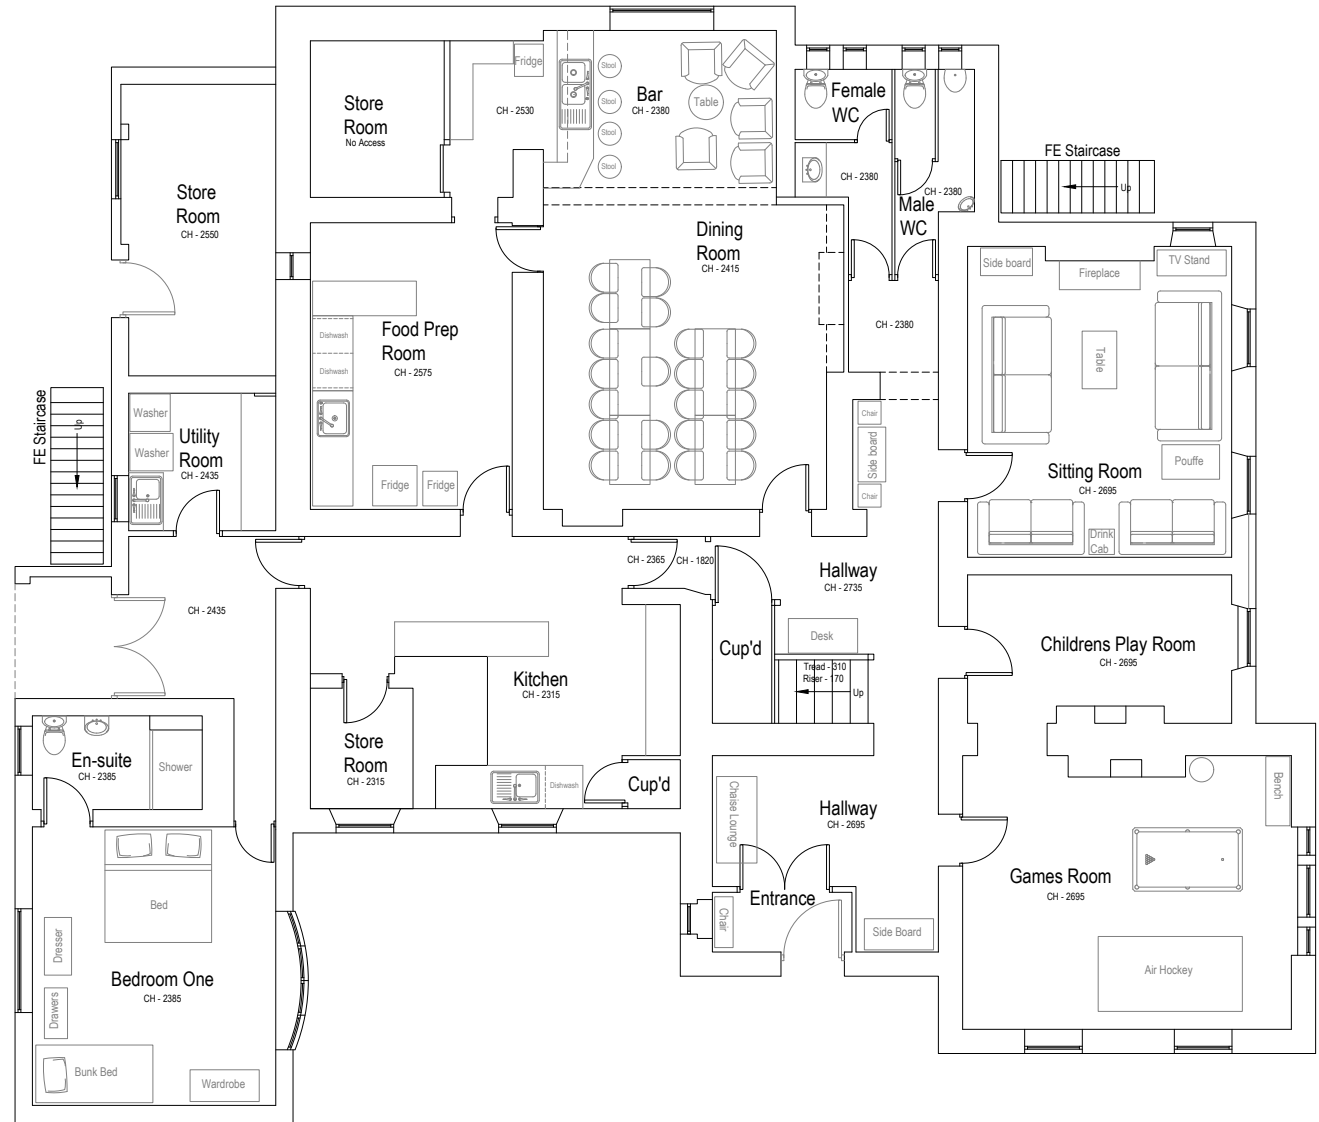 Fridge
Store
Room
No Access
CH - 2530
Stool
Stool
Stool
Stool
Bar
CH - 2380
Table
Female
WC
CH - 2380
CH - 2380
Male
WC
FE Staircase
Up
Store
Room
CH - 2550
Dining
Room
CH - 2415
Side board
Fireplace
TV Stand
Table
Pouffe
Sitting Room
CH - 2695
Drink
Cab
CH - 2380
Food Prep
Room
CH - 2575
Dishwash
Dishwash
Fridge
Fridge
FE Staircase
Up
Washer
Washer
Utility
Room
CH - 2435
Chair
Side board
Chair
CH - 2435
CH - 2365
CH - 1820
Hallway
CH - 2735
Desk
Cup'd
Tread - 310
Riser - 170
Up
Childrens Play Room
CH - 2695
Kitchen
CH - 2315
Store
Room
CH - 2315
Dishwash
Cup'd
En-suite
CH - 2385
Shower
Chaise Lounge
Hallway
CH - 2695
Bench
Games Room
CH - 2695
Air Hockey
Entrance
Chair
Side Board
Bed
Dresser
Bedroom One
CH - 2385
Drawers
Bunk Bed
Wardrobe